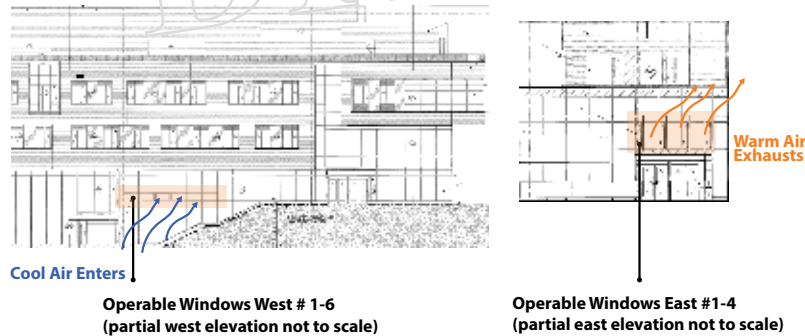 Warm Air
Exhausts
Cool Air Enters
Operable Windows West # 1-6
(partial west elevation not to scale)
Operable Windows East #1-4
(partial east elevation not to scale)